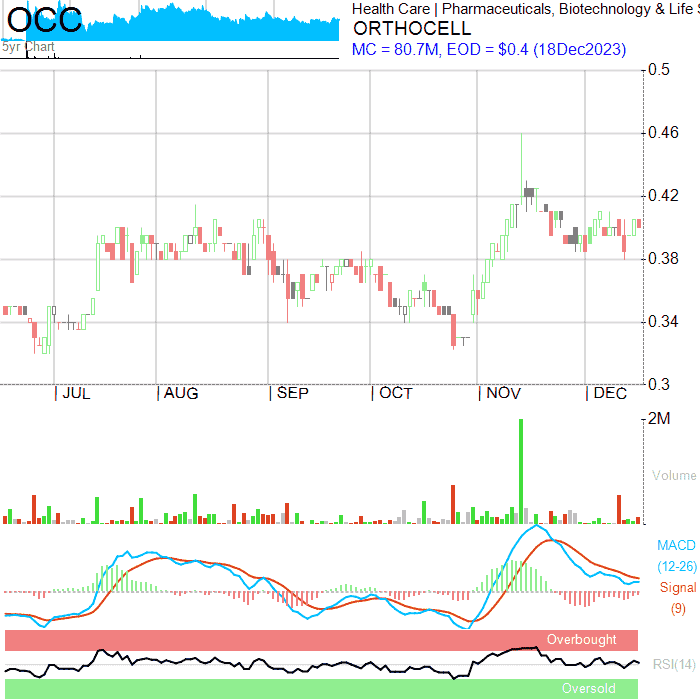 OCC
5yr Chart
Health Care | Pharmaceuticals, Biotechnology & Life S
ORTHOCELL
MC = 80.7M, EOD = $0.4 (18Dec2023)
0.5
0.46
0.42
0.38
0.34
0.3
JUL AUG SEP OCT NOV DEC
2M
Volume
MACD
(12-26)
Signal
(9)
Overbought
RSI(14)
Oversold